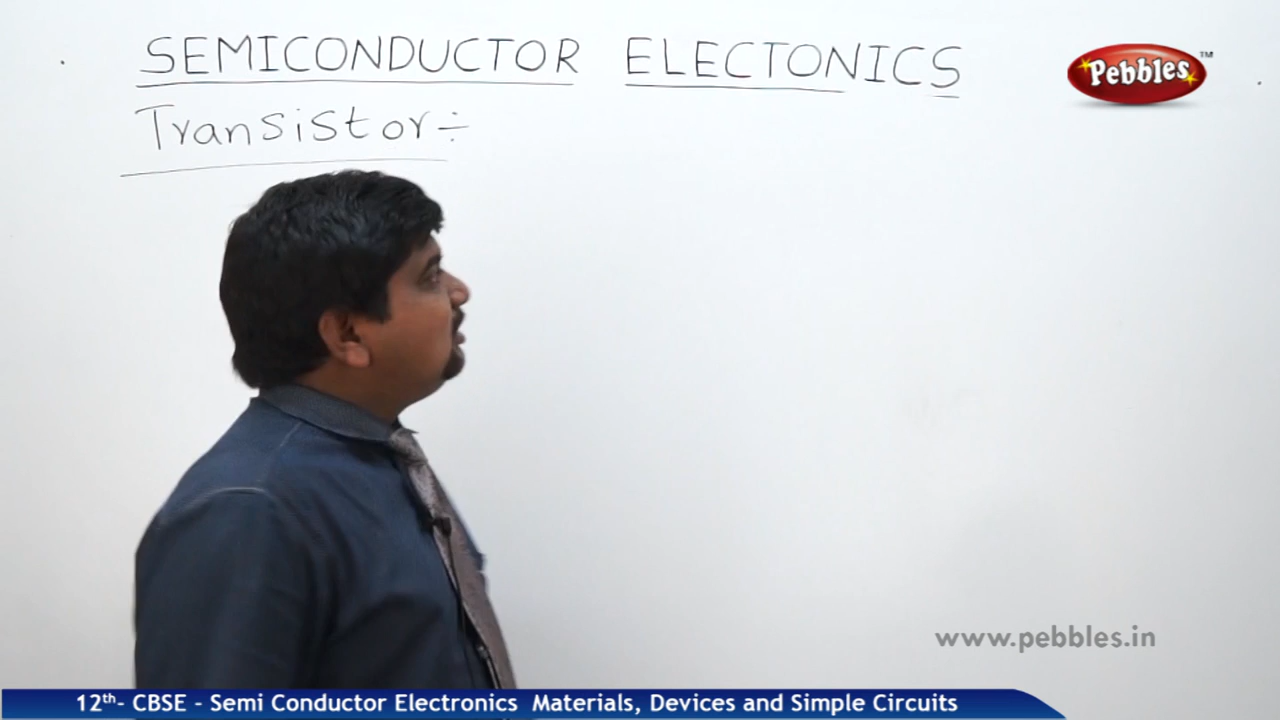 SEMICONDUCTOR ELECTONICS
Transistor ÷
Pebbles TM
www.pebbles.in
12th- CBSE - Semi Conductor Electronics Materials, Devices and Simple Circuits